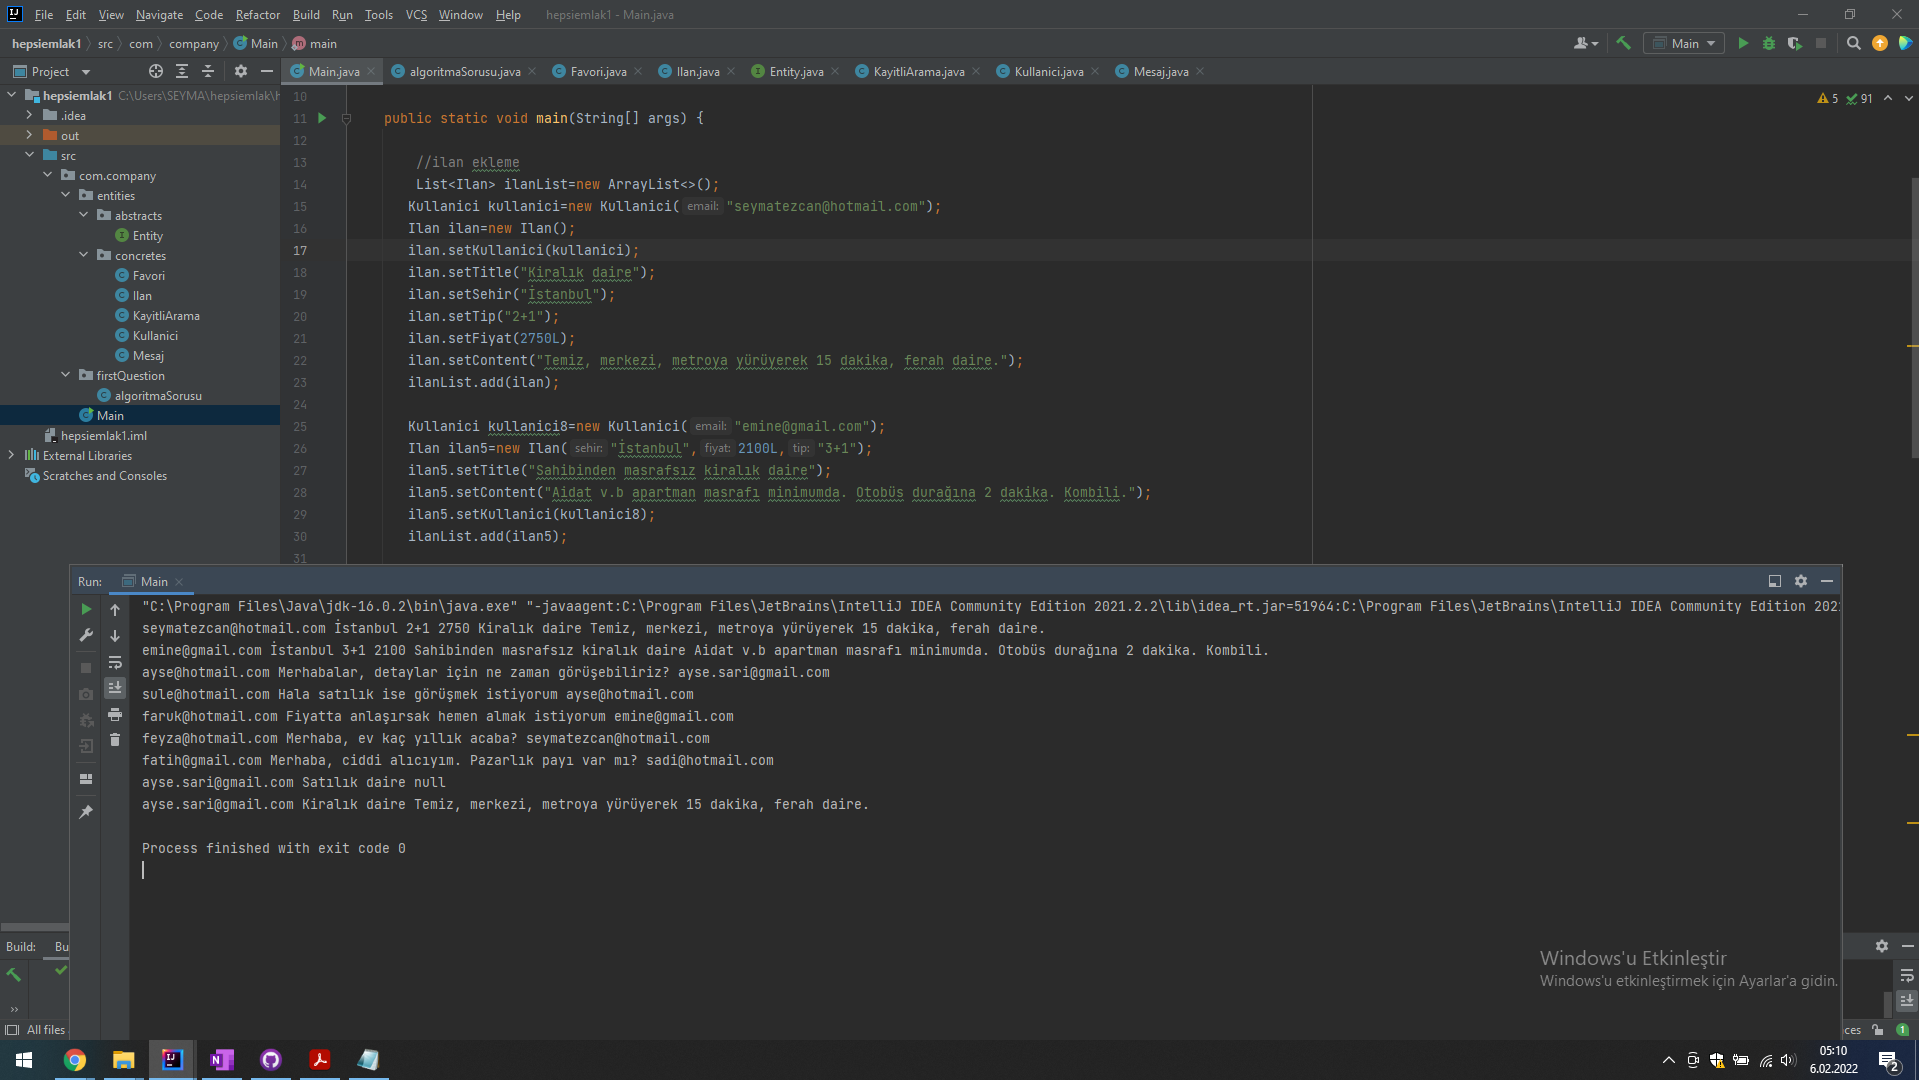 File Edit View Navigate Code Refactor Build Run Tools VCS Window Help hepsiemlak1 - Main.java
hepsiemlak1 src com company Main main
Main
Project
Main.java algoritmaSorusu.java Favori.java Ilan.java Entity.java KayitliArama.java Kullanici.java Mesaj.java
hepsiemlak1 C:\Users\SEYMA\hepsiemlak\h
.idea
out
src
com.company
entities
abstracts
Entity
concretes
Favori
Ilan
KayitliArama
Kullanici
Mesaj
firstQuestion
algoritmaSorusu
Main
hepsiemlak1.iml
External Libraries
Scratches and Consoles
5 91
10
11 public static void main(String[] args) {
12
13 //ilan ekleme
14 List<Ilan> ilanList=new ArrayList<>();
15 Kullanici kullanici=new Kullanici( email: "seymatezcan@hotmail.com");
16 Ilan ilan=new Ilan();
17 ilan.setKullanici(kullanici);
18 ilan.setTitle("Kiralık daire");
19 ilan.setSehir("İstanbul");
20 ilan.setTip("2+1");
21 ilan.setFiyat(2750L);
22 ilan.setContent("Temiz, merkezi, metroya yürüyerek 15 dakika, ferah daire.");
23 ilanList.add(ilan);
24
25 Kullanici kullanici8=new Kullanici( email: "emine@gmail.com");
26 Ilan ilan5=new Ilan( sehir: "İstanbul", fiyat: 2100L, tip: "3+1");
27 ilan5.setTitle("Sahibinden masrafsız kiralık daire");
28 ilan5.setContent("Aidat v.b apartman masrafı minimumda. Otobüs durağına 2 dakika. Kombili.");
29 ilan5.setKullanici(kullanici8);
30 ilanList.add(ilan5);
31
Run: Main
"C:\Program Files\Java\jdk-16.0.2\bin\java.exe" "-javaagent:C:\Program Files\JetBrains\IntelliJ IDEA Community Edition 2021.2.2\lib\idea_rt.jar=51964:C:\Program Files\JetBrains\IntelliJ IDEA Community Edition 202
seymatezcan@hotmail.com İstanbul 2+1 2750 Kiralık daire Temiz, merkezi, metroya yürüyerek 15 dakika, ferah daire.
emine@gmail.com İstanbul 3+1 2100 Sahibinden masrafsız kiralık daire Aidat v.b apartman masrafı minimumda. Otobüs durağına 2 dakika. Kombili.
ayse@hotmail.com Merhabalar, detaylar için ne zaman görüşebiliriz? ayse.sari@gmail.com
sule@hotmail.com Hala satılık ise görüşmek istiyorum ayse@hotmail.com
faruk@hotmail.com Fiyatta anlaşırsak hemen almak istiyorum emine@gmail.com
feyza@hotmail.com Merhaba, ev kaç yıllık acaba? seymatezcan@hotmail.com
fatih@gmail.com Merhaba, ciddi alıcıyım. Pazarlık payı var mı? sadi@hotmail.com
ayse.sari@gmail.com Satılık daire null
ayse.sari@gmail.com Kiralık daire Temiz, merkezi, metroya yürüyerek 15 dakika, ferah daire.
Process finished with exit code 0
Build: Bu
Windows'u Etkinleştir
Windows'u etkinleştirmek için Ayarlar'a gidin.
All files
ces 1
05:10
6.02.2022
2